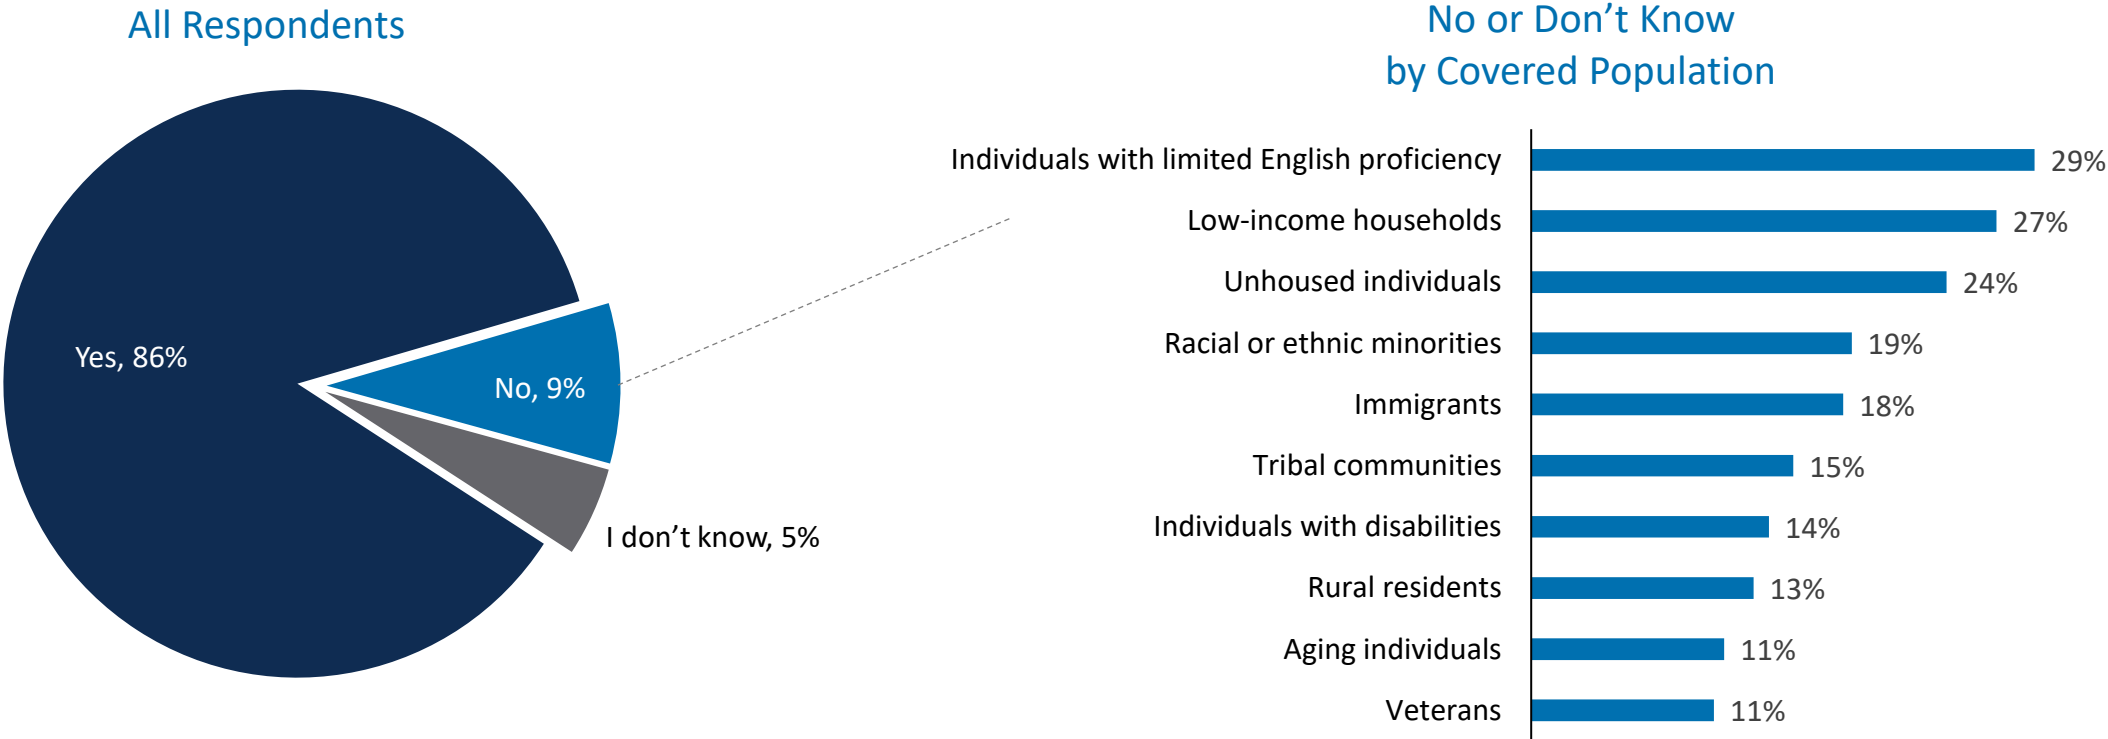 All Respondents
Yes, 86%
No, 9%
I don’t know, 5%
No or Don’t Know
by Covered Population
Individuals with limited English proficiency 29%
Low-income households 27%
Unhoused individuals 24%
Racial or ethnic minorities 19%
Immigrants 18%
Tribal communities 15%
Individuals with disabilities 14%
Rural residents 13%
Aging individuals 11%
Veterans 11%